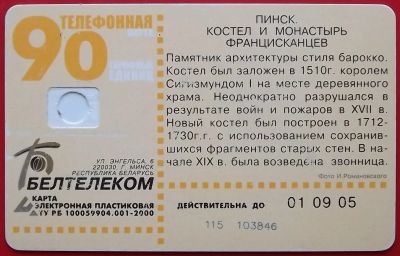 ТЕЛЕФОННАЯ
КАРТА
90
ТАРИФНЫХ
ЕДИНИЦ
УЛ. ЭНГЕЛЬСА, 6
220030, Г. МИНСК
РЕСПУБЛИКА БЕЛАРУСЬ
БЕЛТЕЛЕКОМ
КАРТА
ЭЛЕКТРОННАЯ ПЛАСТИКОВАЯ
ТУ РБ 100059904.001-2000
ПИНСК.
КОСТЕЛ И МОНАСТЫРЬ
ФРАНЦИСКАНЦЕВ
Памятник архитектуры стиля барокко.
Костел был заложен в 1510г. королем
Сигизмундом I на месте деревянного
храма. Неоднократно разрушался в
результате войн и пожаров в XVII в.
Новый костел был построен в 1712-
1730г.г. с использованием сохранив-
шихся фрагментов старых стен. В на-
чале XIX в. была возведена звонница.
Фото И.Романовского
ДЕЙСТВИТЕЛЬНА ДО 01 09 05
115 103846